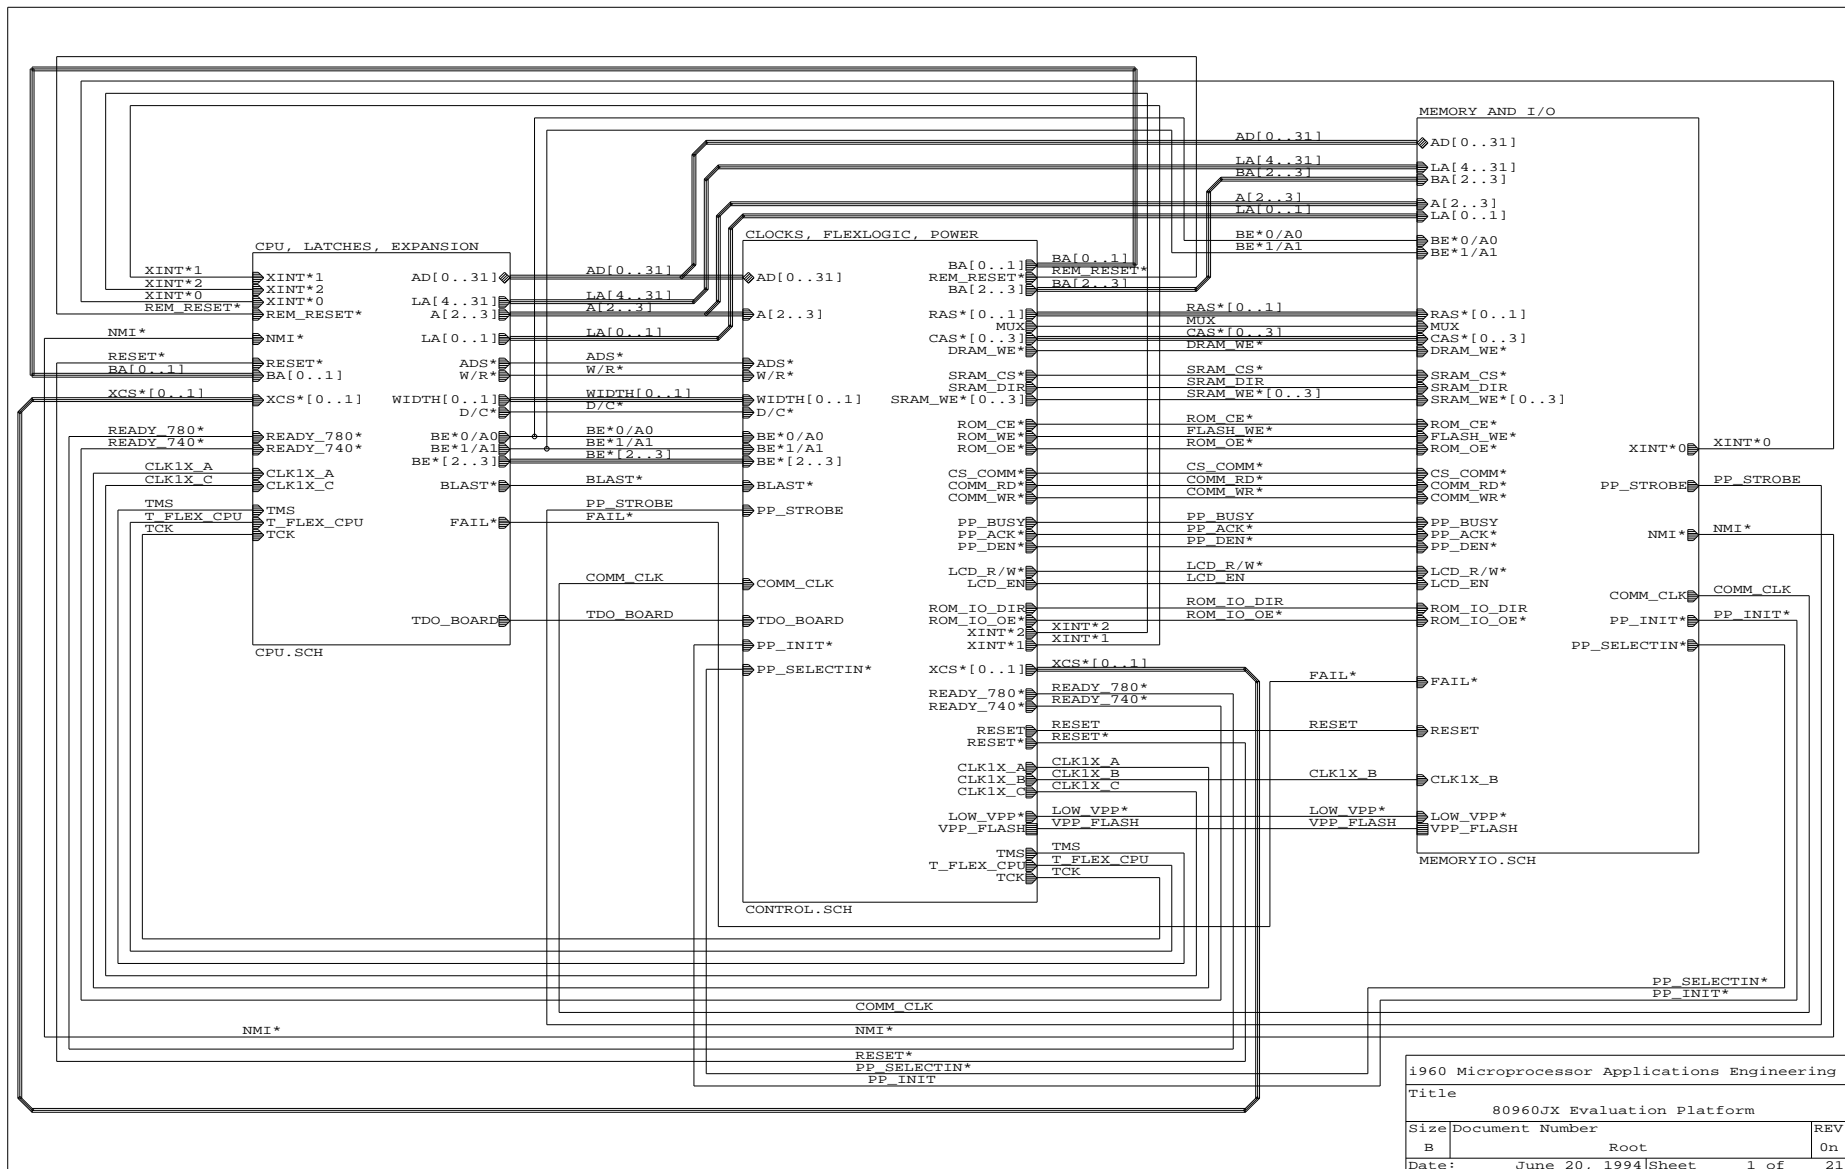 CPU, LATCHES, EXPANSION
XINT*1
XINT*2
XINT*0
REM_RESET*
NMI*
RESET*
BA[0..1]
XCS*[0..1]
READY_780*
READY_740*
CLK1X_A
CLK1X_C
TMS
T_FLEX_CPU
TCK
XINT*1
XINT*2
XINT*0
REM_RESET*
NMI*
RESET*
BA[0..1]
XCS*[0..1]
READY_780*
READY_740*
CLK1X_A
CLK1X_C
TMS
T_FLEX_CPU
TCK
AD[0..31]
LA[4..31]
A[2..3]
LA[0..1]
ADS*
W/R*
WIDTH[0..1]
D/C*
BE*0/A0
BE*1/A1
BE*[2..3]
BLAST*
FAIL*
TDO_BOARD
CPU.SCH
AD[0..31]
LA[4..31]
A[2..3]
LA[0..1]
ADS*
W/R*
WIDTH[0..1]
D/C*
BE*0/A0
BE*1/A1
BE*[2..3]
BLAST*
PP_STROBE
FAIL*
COMM_CLK
TDO_BOARD
CLOCKS, FLEXLOGIC, POWER
AD[0..31]
A[2..3]
ADS*
W/R*
WIDTH[0..1]
D/C*
BE*0/A0
BE*1/A1
BE*[2..3]
BLAST*
PP_STROBE
COMM_CLK
TDO_BOARD
PP_INIT*
PP_SELECTIN*
BA[0..1]
REM_RESET*
BA[2..3]
RAS*[0..1]
MUX
CAS*[0..3]
DRAM_WE*
SRAM_CS*
SRAM_DIR
SRAM_WE*[0..3]
ROM_CE*
ROM_WE*
ROM_OE*
CS_COMM*
COMM_RD*
COMM_WR*
PP_BUSY
PP_ACK*
PP_DEN*
LCD_R/W*
LCD_EN
ROM_IO_DIR
ROM_IO_OE*
XINT*2
XINT*1
XCS*[0..1]
READY_780*
READY_740*
RESET
RESET*
CLK1X_A
CLK1X_B
CLK1X_C
LOW_VPP*
VPP_FLASH
TMS
T_FLEX_CPU
TCK
CONTROL.SCH
BA[0..1]
REM_RESET*
BA[2..3]
XINT*2
XINT*1
XCS*[0..1]
READY_780*
READY_740*
RESET
RESET*
CLK1X_A
CLK1X_B
CLK1X_C
LOW_VPP*
VPP_FLASH
TMS
T_FLEX_CPU
TCK
AD[0..31]
LA[4..31]
BA[2..3]
A[2..3]
LA[0..1]
BE*0/A0
BE*1/A1
RAS*[0..1]
MUX
CAS*[0..3]
DRAM_WE*
SRAM_CS*
SRAM_DIR
SRAM_WE*[0..3]
ROM_CE*
FLASH_WE*
ROM_OE*
CS_COMM*
COMM_RD*
COMM_WR*
PP_BUSY
PP_ACK*
PP_DEN*
LCD_R/W*
LCD_EN
ROM_IO_DIR
ROM_IO_OE*
FAIL*
RESET
CLK1X_B
LOW_VPP*
VPP_FLASH
MEMORY AND I/O
AD[0..31]
LA[4..31]
BA[2..3]
A[2..3]
LA[0..1]
BE*0/A0
BE*1/A1
RAS*[0..1]
MUX
CAS*[0..3]
DRAM_WE*
SRAM_CS*
SRAM_DIR
SRAM_WE*[0..3]
ROM_CE*
FLASH_WE*
ROM_OE*
CS_COMM*
COMM_RD*
COMM_WR*
PP_BUSY
PP_ACK*
PP_DEN*
LCD_R/W*
LCD_EN
ROM_IO_DIR
ROM_IO_OE*
FAIL*
RESET
CLK1X_B
LOW_VPP*
VPP_FLASH
XINT*0
PP_STROBE
NMI*
COMM_CLK
PP_INIT*
PP_SELECTIN*
MEMORYIO.SCH
XINT*0
PP_STROBE
NMI*
COMM_CLK
PP_INIT*
PP_SELECTIN*
PP_INIT*
COMM_CLK
NMI*
NMI*
RESET*
PP_SELECTIN*
PP_INIT
i960 Microprocessor Applications Engineering
Title
80960JX Evaluation Platform
Size Document Number REV
B Root 0n
Date: June 20, 1994 Sheet 1 of 21